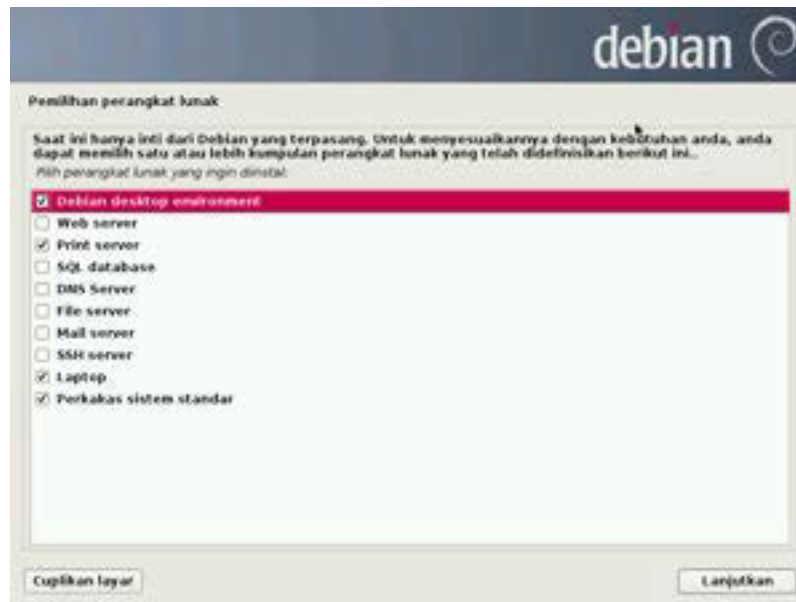 debian
Pemilihan perangkat lunak
Saat ini hanya inti dari Debian yang terpasang. Untuk menyesuaikannya dengan kebutuhan anda, anda
dapat memilih satu atau lebih kumpulan perangkat lunak yang telah didefinisikan berikut ini..
Pilih perangkat lunak yang ingin diinstal:
Debian desktop environment
Web server
Print server
SQL database
DNS Server
File server
Mail server
SSH server
Laptop
Perkakas sistem standar
Cuplikan layar
Lanjutkan